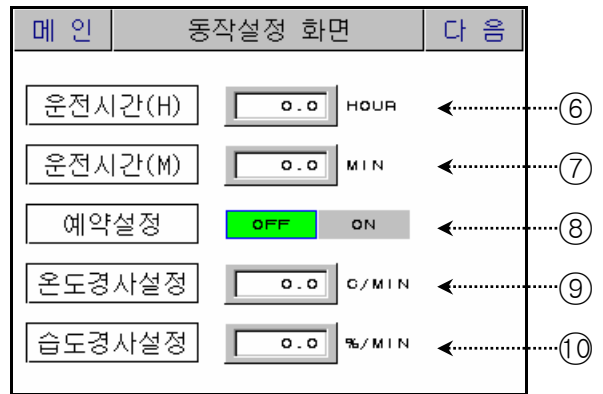 메 인 동작설정 화면 다 음
운전시간(H) 0.0 HOUR ⑥
운전시간(M) 0.0 MIN ⑦
예약설정 OFF ON ⑧
온도경사설정 0.0 C/MIN ⑨
습도경사설정 0.0 %/MIN ⑩